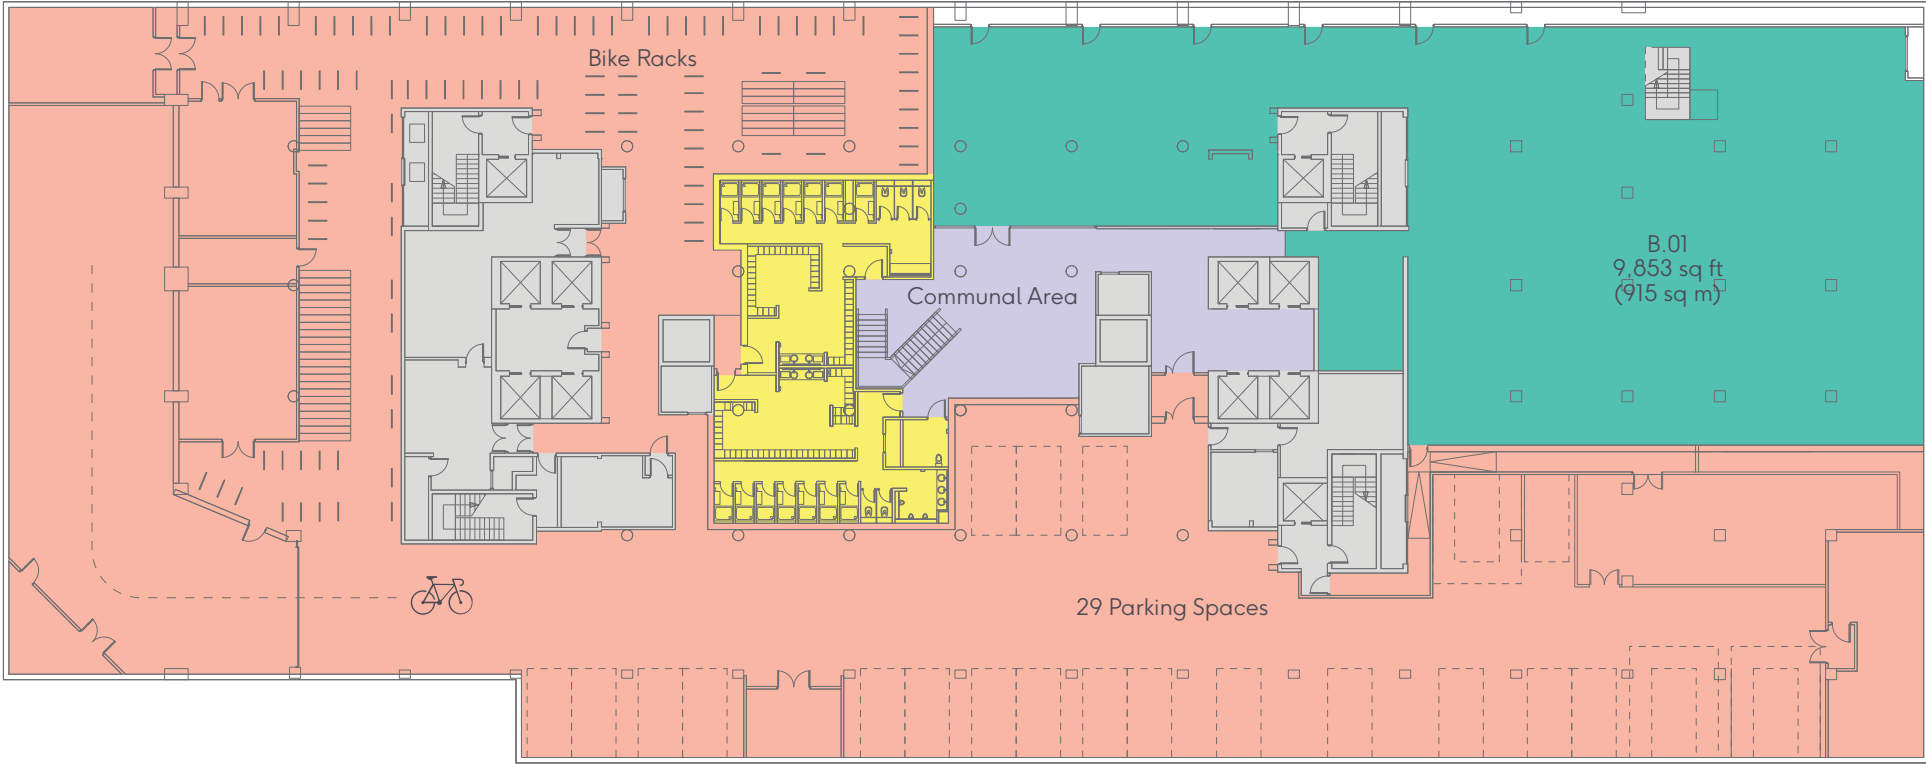 Bike Racks
B.01
9,853 sq ft
(915 sq m)
Communal Area
29 Parking Spaces